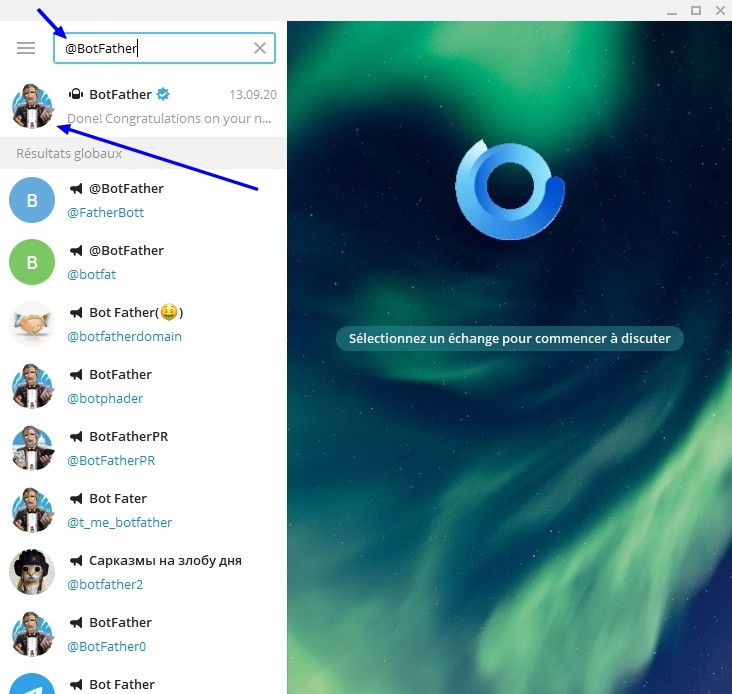 @BotFather
BotFather
13.09.20
Done! Congratulations on your n...
Résultats globaux
B
@BotFather
@FatherBott
B
@BotFather
@botfat
Bot Father(🤑)
@botfatherdomain
BotFather
@botphader
BotFatherPR
@BotFatherPR
Bot Fater
@t_me_botfather
Сарказмы на злобу дня
@botfather2
BotFather
@BotFather0
Bot Father
Sélectionnez un échange pour commencer à discuter